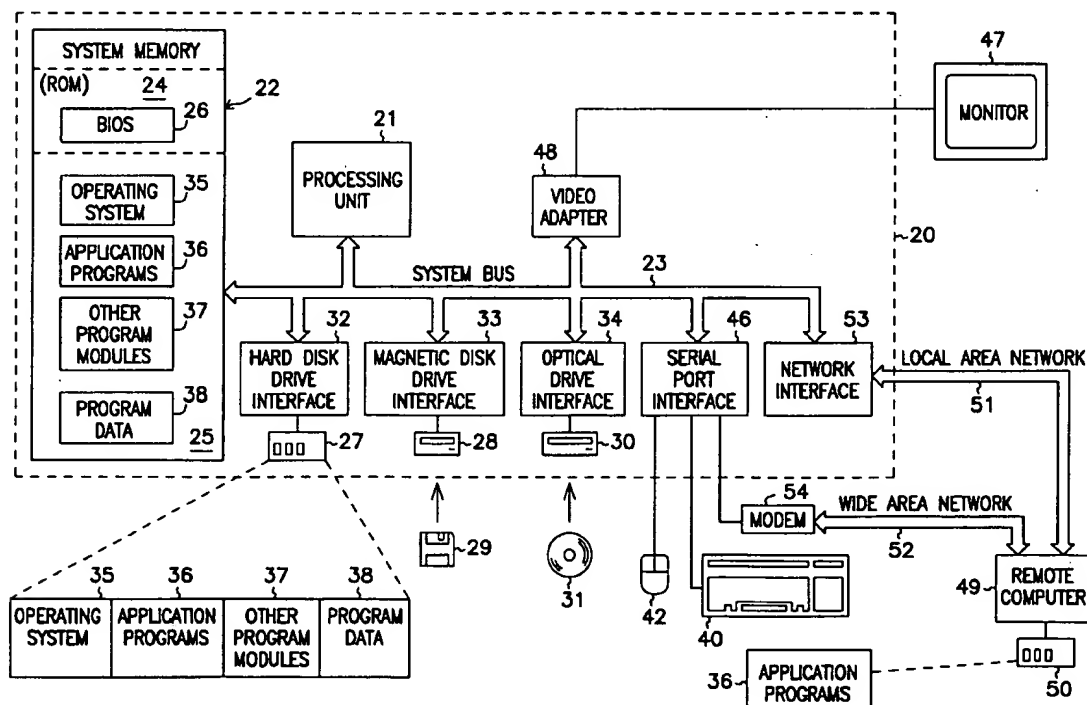 SYSTEM MEMORY
(ROM) 24
22
BIOS
26
OPERATING
SYSTEM
35
APPLICATION
PROGRAMS
36
OTHER
PROGRAM
MODULES
37
PROGRAM
DATA
38
25
21
PROCESSING
UNIT
48
VIDEO
ADAPTER
47
MONITOR
20
SYSTEM BUS
23
32
HARD DISK
DRIVE
INTERFACE
33
MAGNETIC DISK
DRIVE
INTERFACE
34
OPTICAL
DRIVE
INTERFACE
46
SERIAL
PORT
INTERFACE
53
NETWORK
INTERFACE
LOCAL AREA NETWORK
51
27
28
30
29
31
42
40
54
MODEM
WIDE AREA NETWORK
52
49
REMOTE
COMPUTER
50
35
OPERATING
SYSTEM
36
APPLICATION
PROGRAMS
37
OTHER
PROGRAM
MODULES
38
PROGRAM
DATA
36
APPLICATION
PROGRAMS